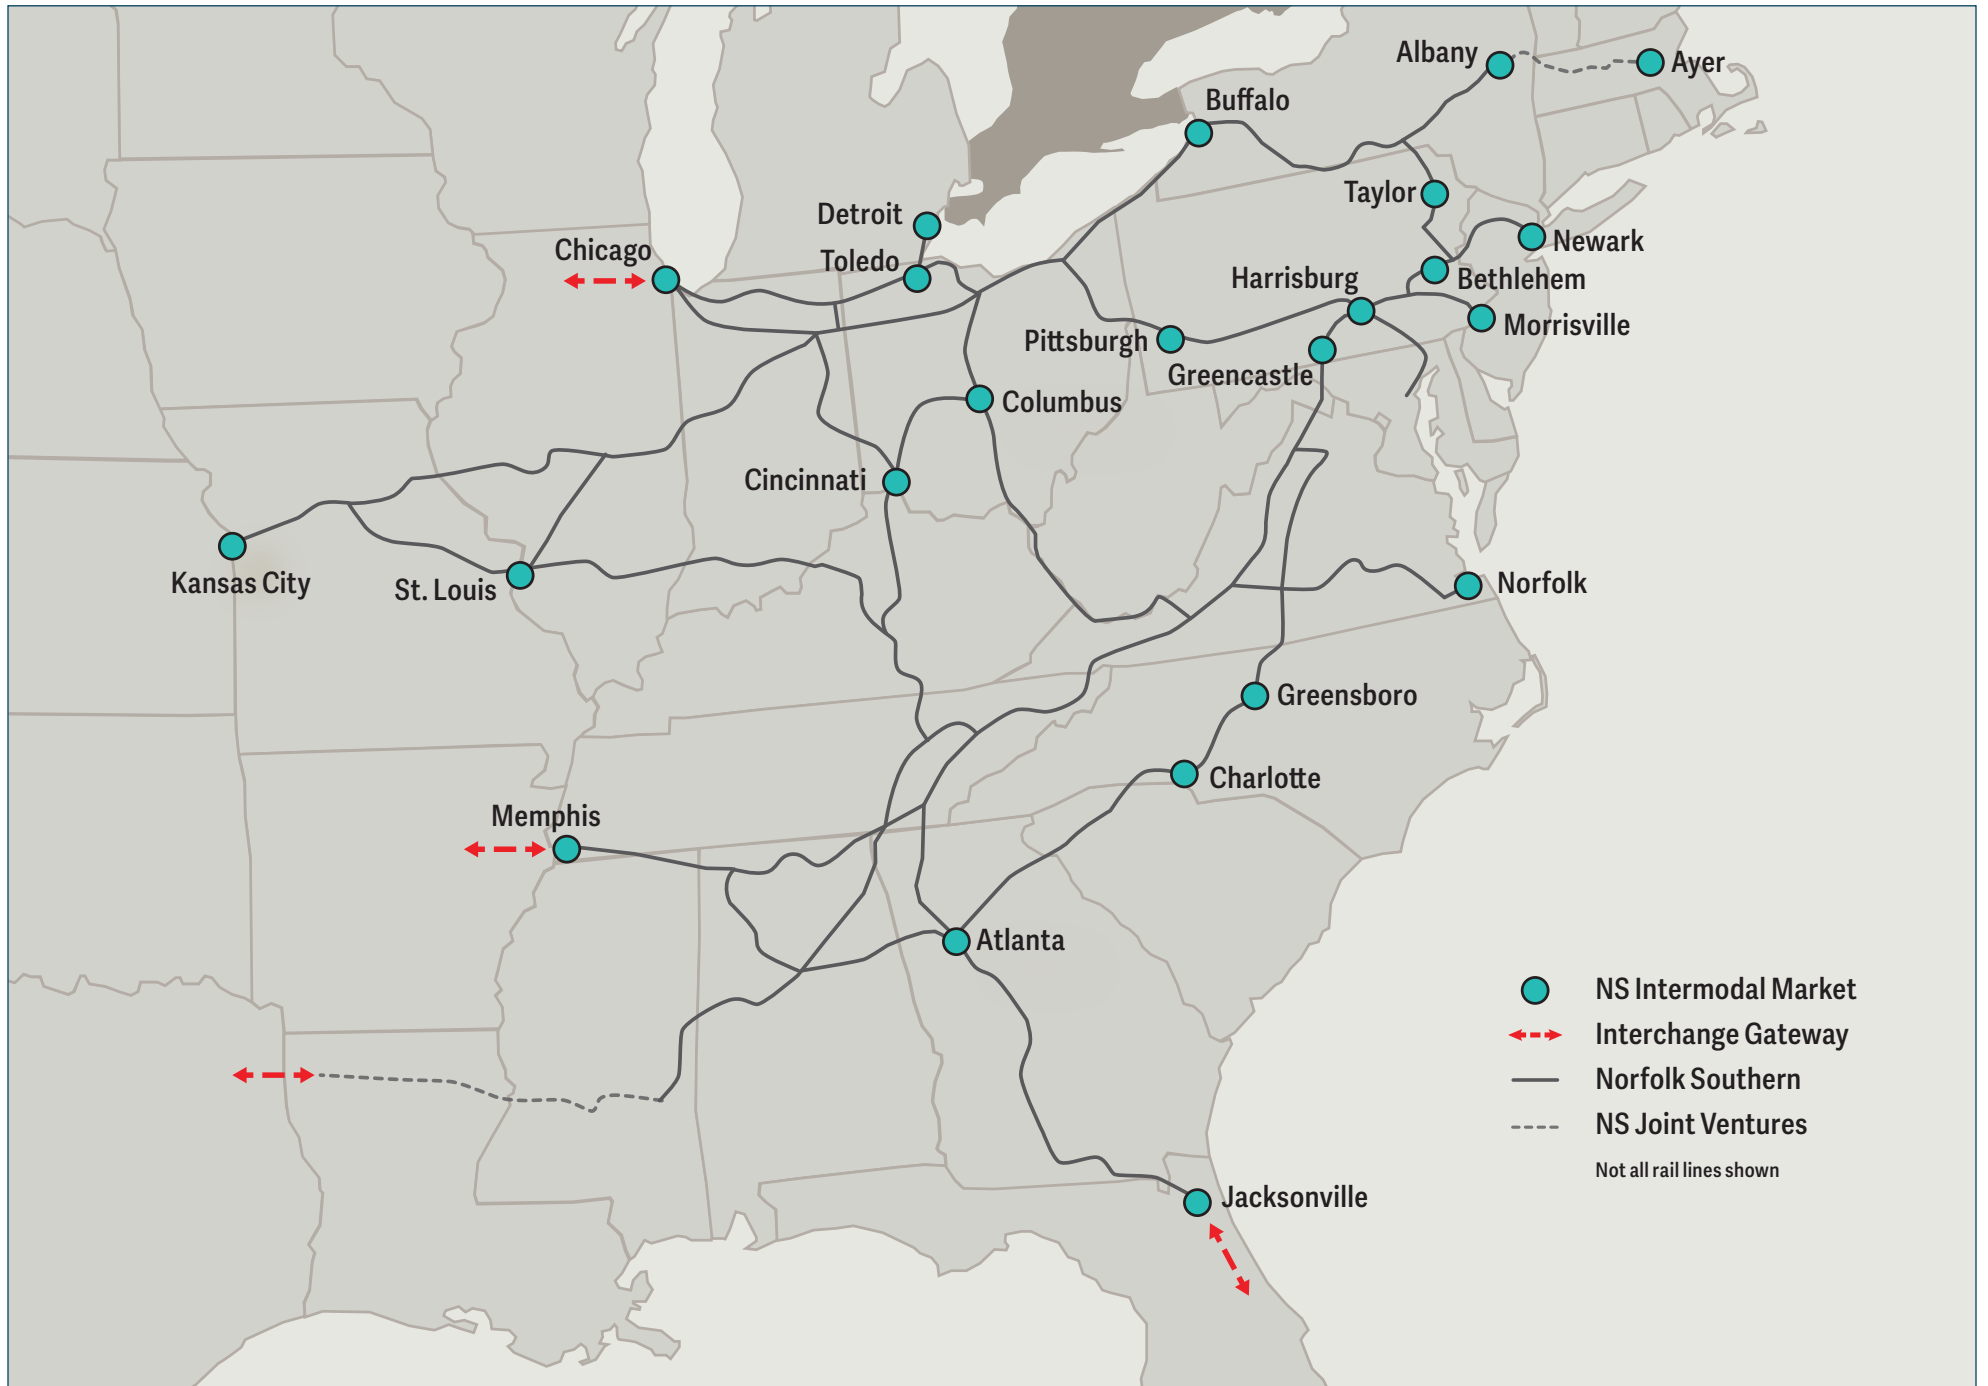 Albany
Ayer
Buffalo
Taylor
Detroit
Newark
Chicago
Toledo
Harrisburg
Bethlehem
Morrisville
Pittsburgh
Greencastle
Columbus
Cincinnati
Kansas City
St. Louis
Norfolk
Greensboro
Charlotte
Memphis
Atlanta
Jacksonville
NS Intermodal Market
Interchange Gateway
Norfolk Southern
NS Joint Ventures
Not all rail lines shown